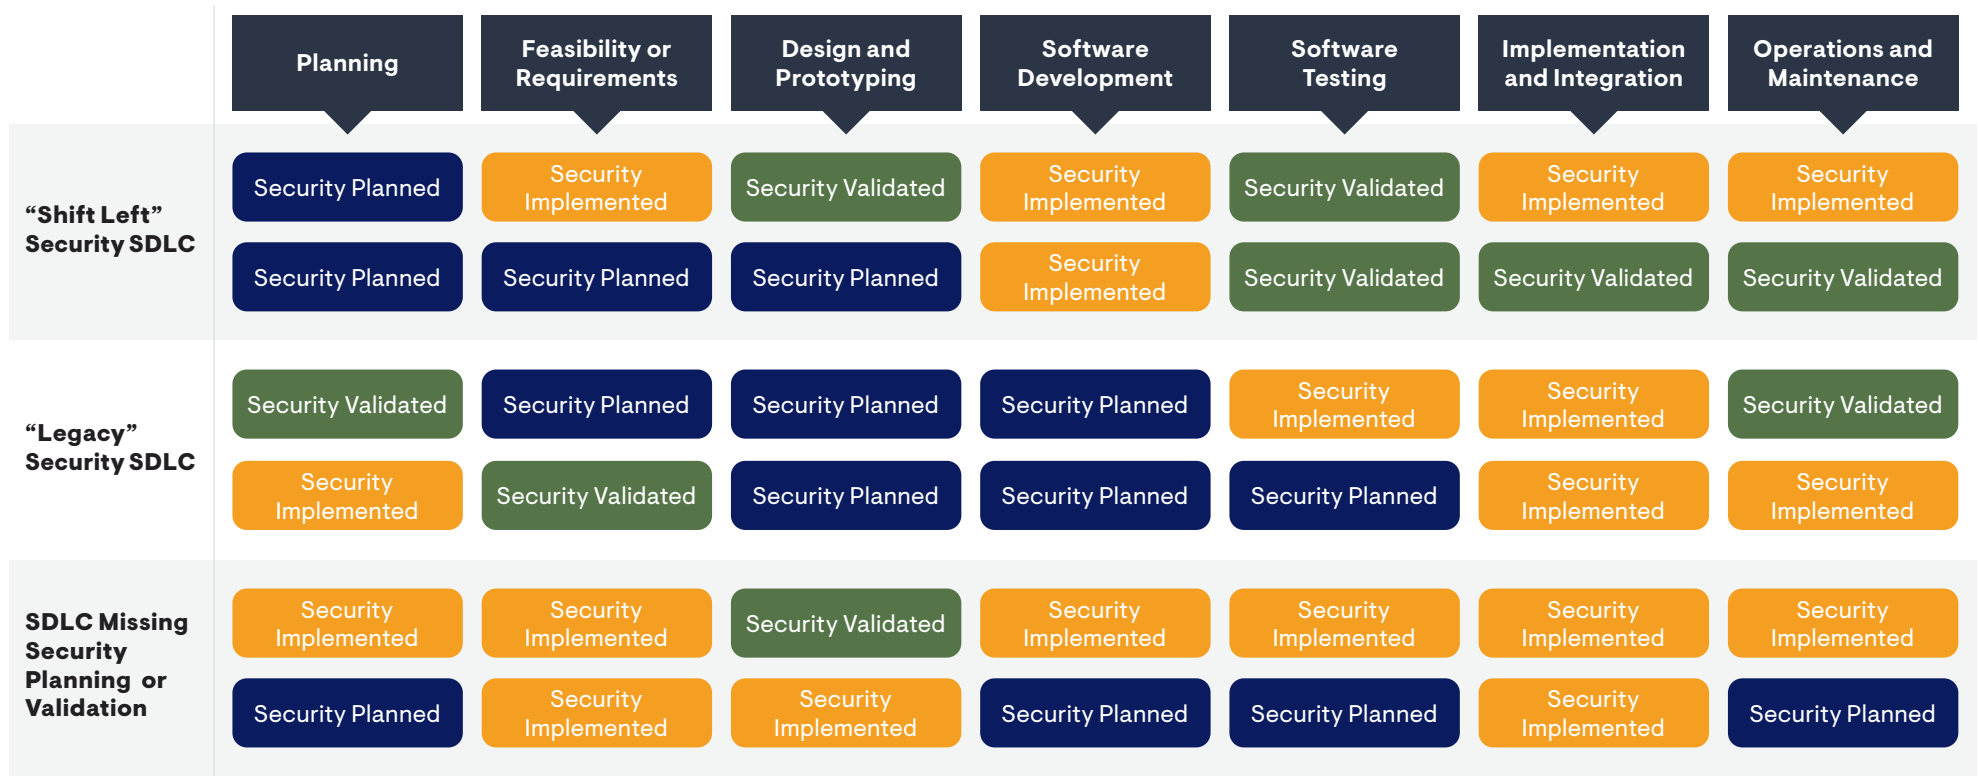 Planning
Feasibility or
Requirements
Design and
Prototyping
Software
Development
Software
Testing
Implementation
and Integration
Operations and
Maintenance
“Shift Left”
Security SDLC
Security Planned
Security
Implemented
Security Validated
Security
Implemented
Security Validated
Security
Implemented
Security
Implemented
Security Planned
Security Planned
Security Planned
Security
Implemented
Security Validated
Security Validated
Security Validated
“Legacy”
Security SDLC
Security Validated
Security Planned
Security Planned
Security Planned
Security
Implemented
Security
Implemented
Security Validated
Security
Implemented
Security Validated
Security Planned
Security Planned
Security Planned
Security
Implemented
Security
Implemented
SDLC Missing
Security
Planning or
Validation
Security
Implemented
Security
Implemented
Security Validated
Security
Implemented
Security
Implemented
Security
Implemented
Security
Implemented
Security Planned
Security
Implemented
Security
Implemented
Security Planned
Security Planned
Security
Implemented
Security Planned